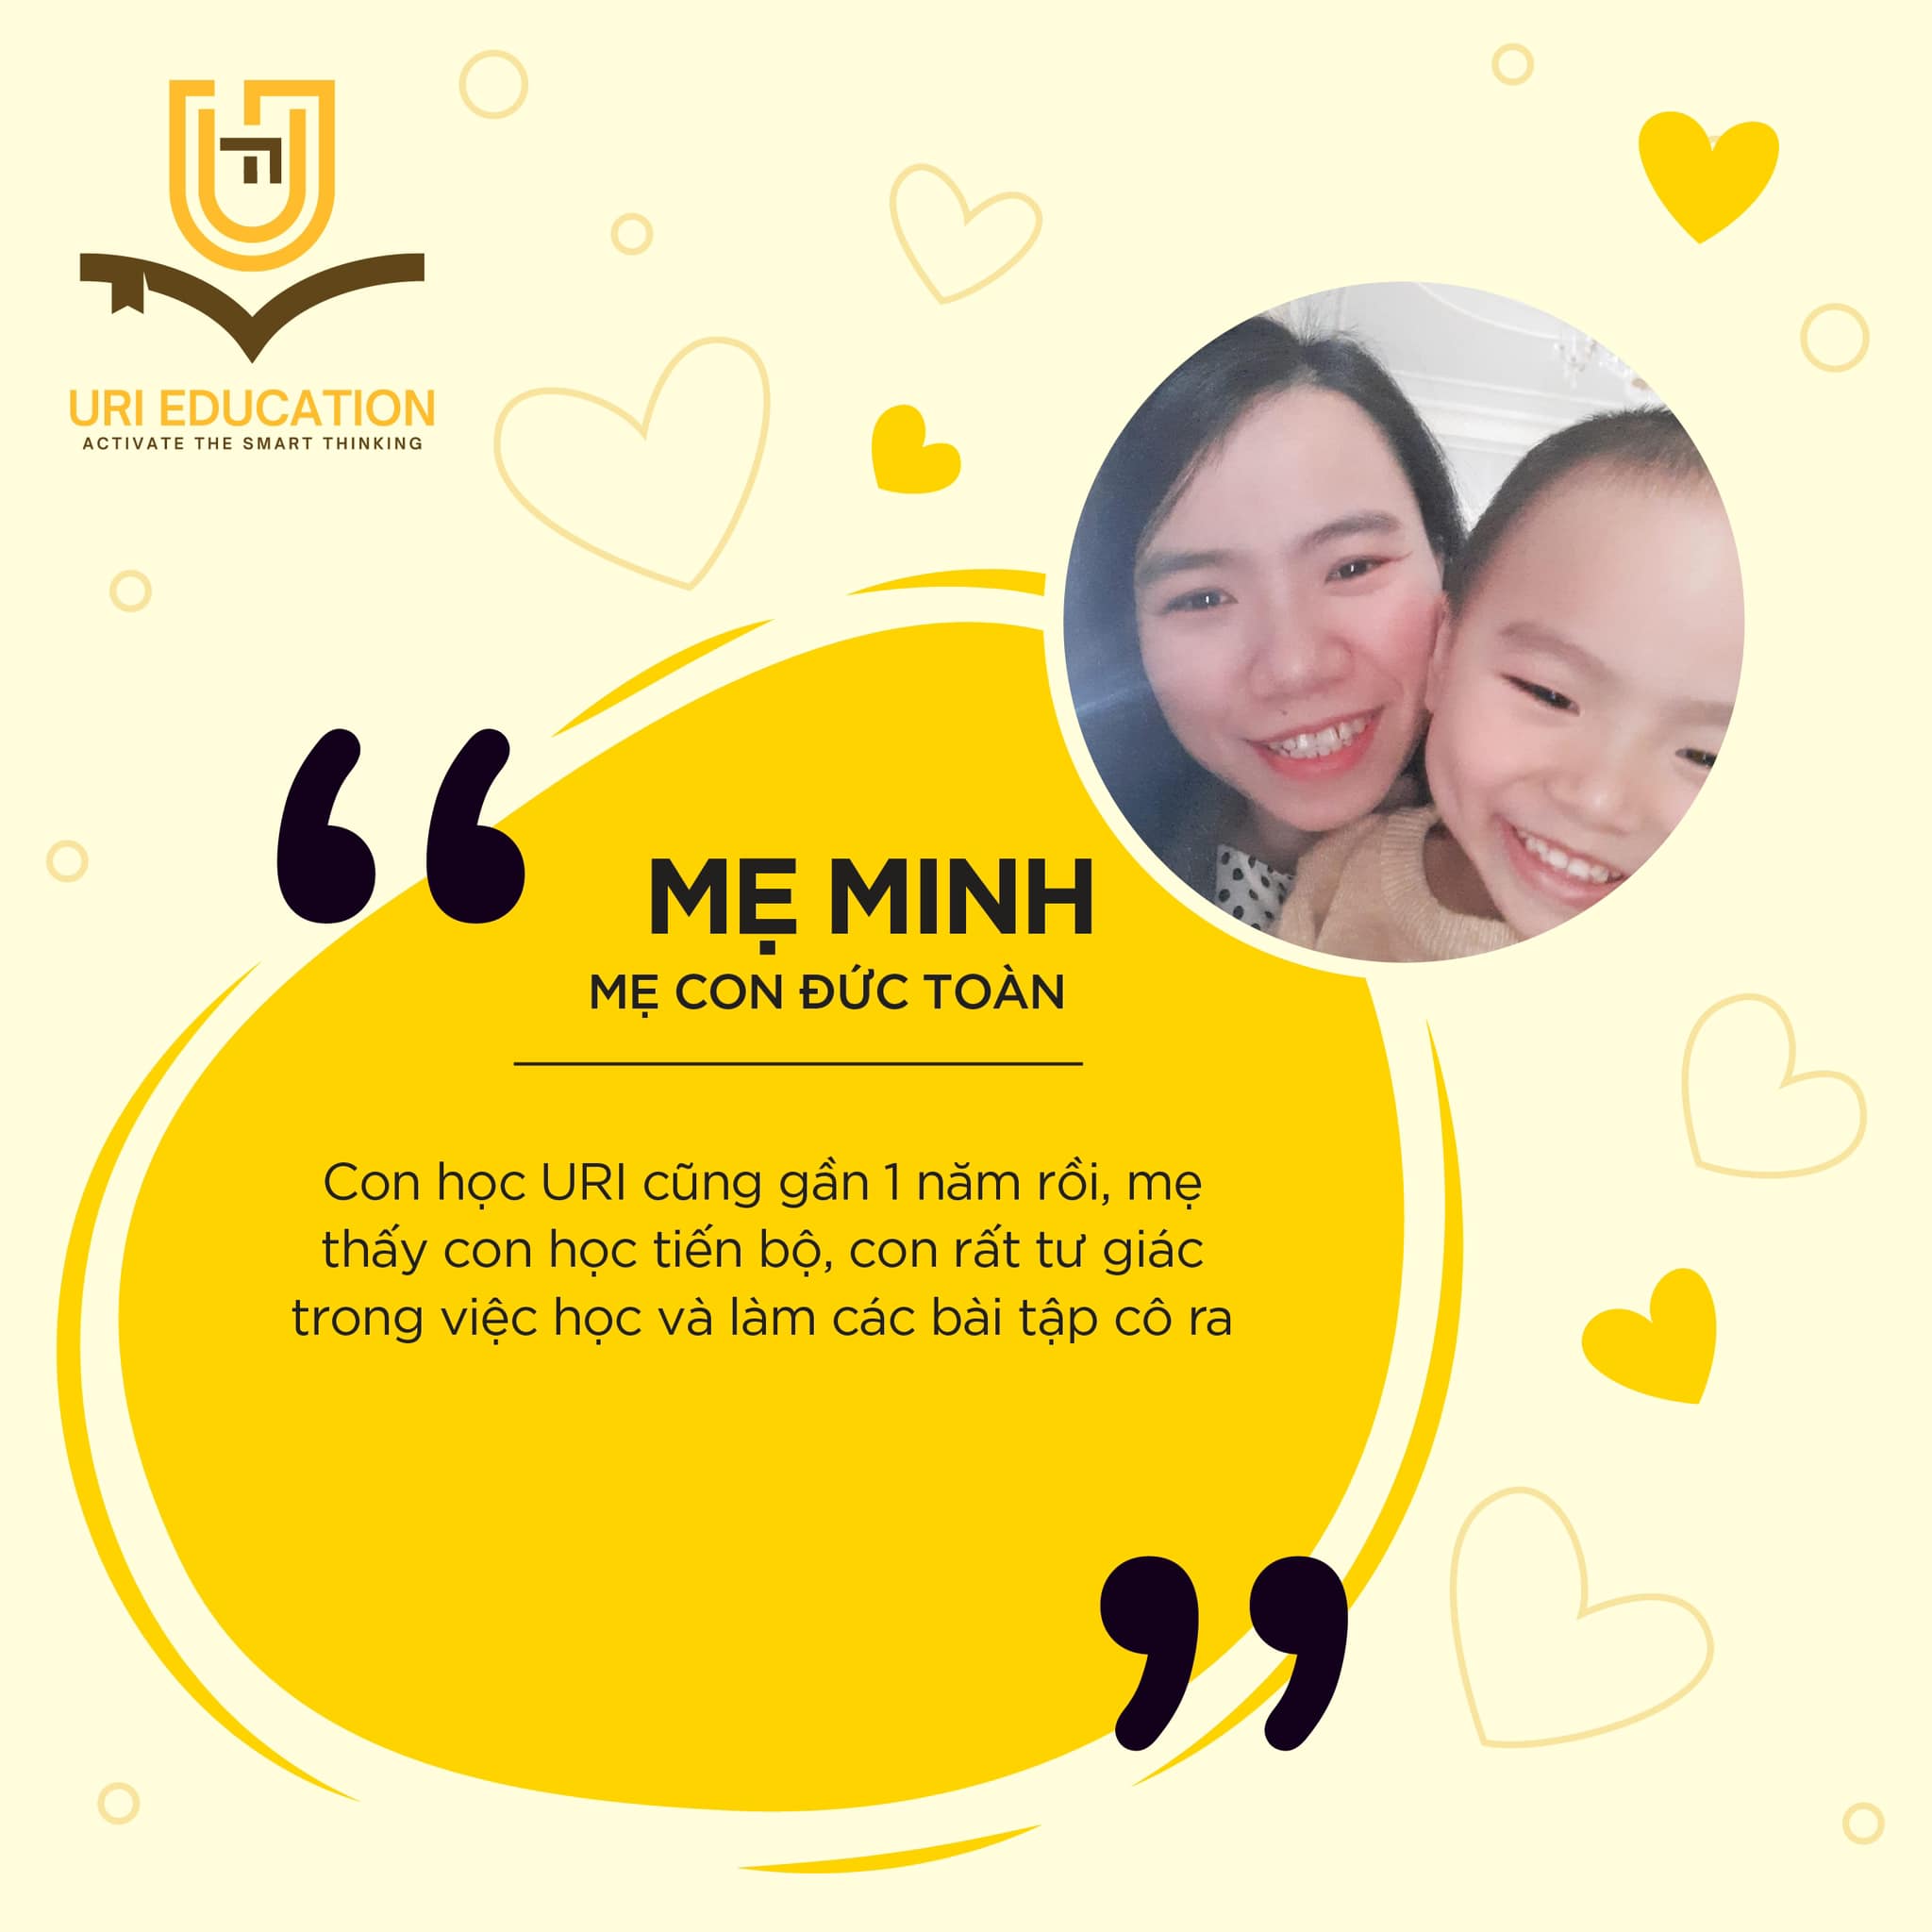 URI EDUCATION
ACTIVATE THE SMART THINKING
MẸ MINH
MẸ CON ĐỨC TOÀN
Con học URI cũng gần 1 năm rồi, mẹ
thấy con học tiến bộ, con rất tư giác
trong việc học và làm các bài tập cô ra